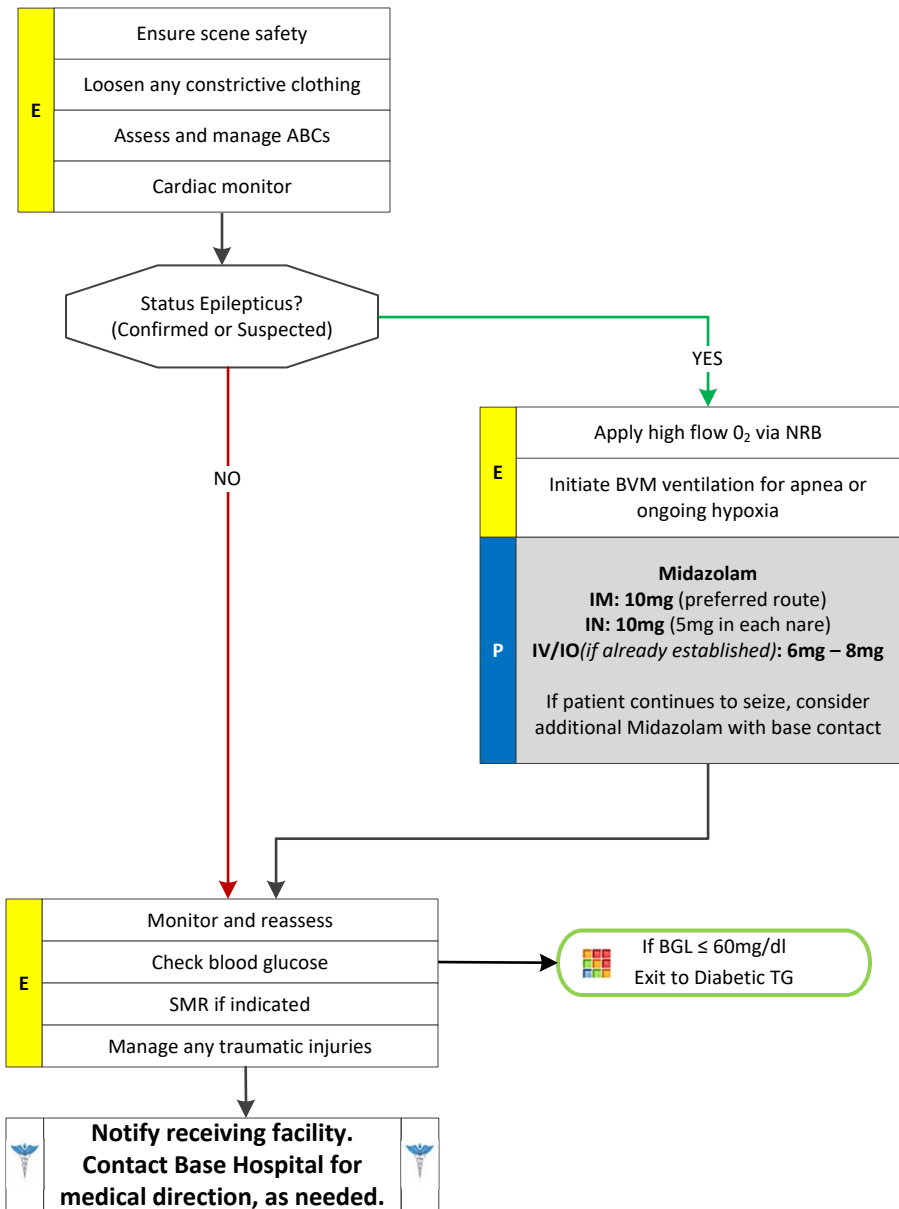 Ensure scene safety
Loosen any constrictive clothing
E
Assess and manage ABCs
Cardiac monitor
Status Epilepticus?
(Confirmed or Suspected)
YES
NO
Apply high flow 0₂ via NRB
E
Initiate BVM ventilation for apnea or
ongoing hypoxia
P
Midazolam
IM: 10mg (preferred route)
IN: 10mg (5mg in each nare)
IV/IO(if already established): 6mg – 8mg
If patient continues to seize, consider
additional Midazolam with base contact
E
Monitor and reassess
Check blood glucose
SMR if indicated
Manage any traumatic injuries
If BGL ≤ 60mg/dl
Exit to Diabetic TG
Notify receiving facility.
Contact Base Hospital for
medical direction, as needed.